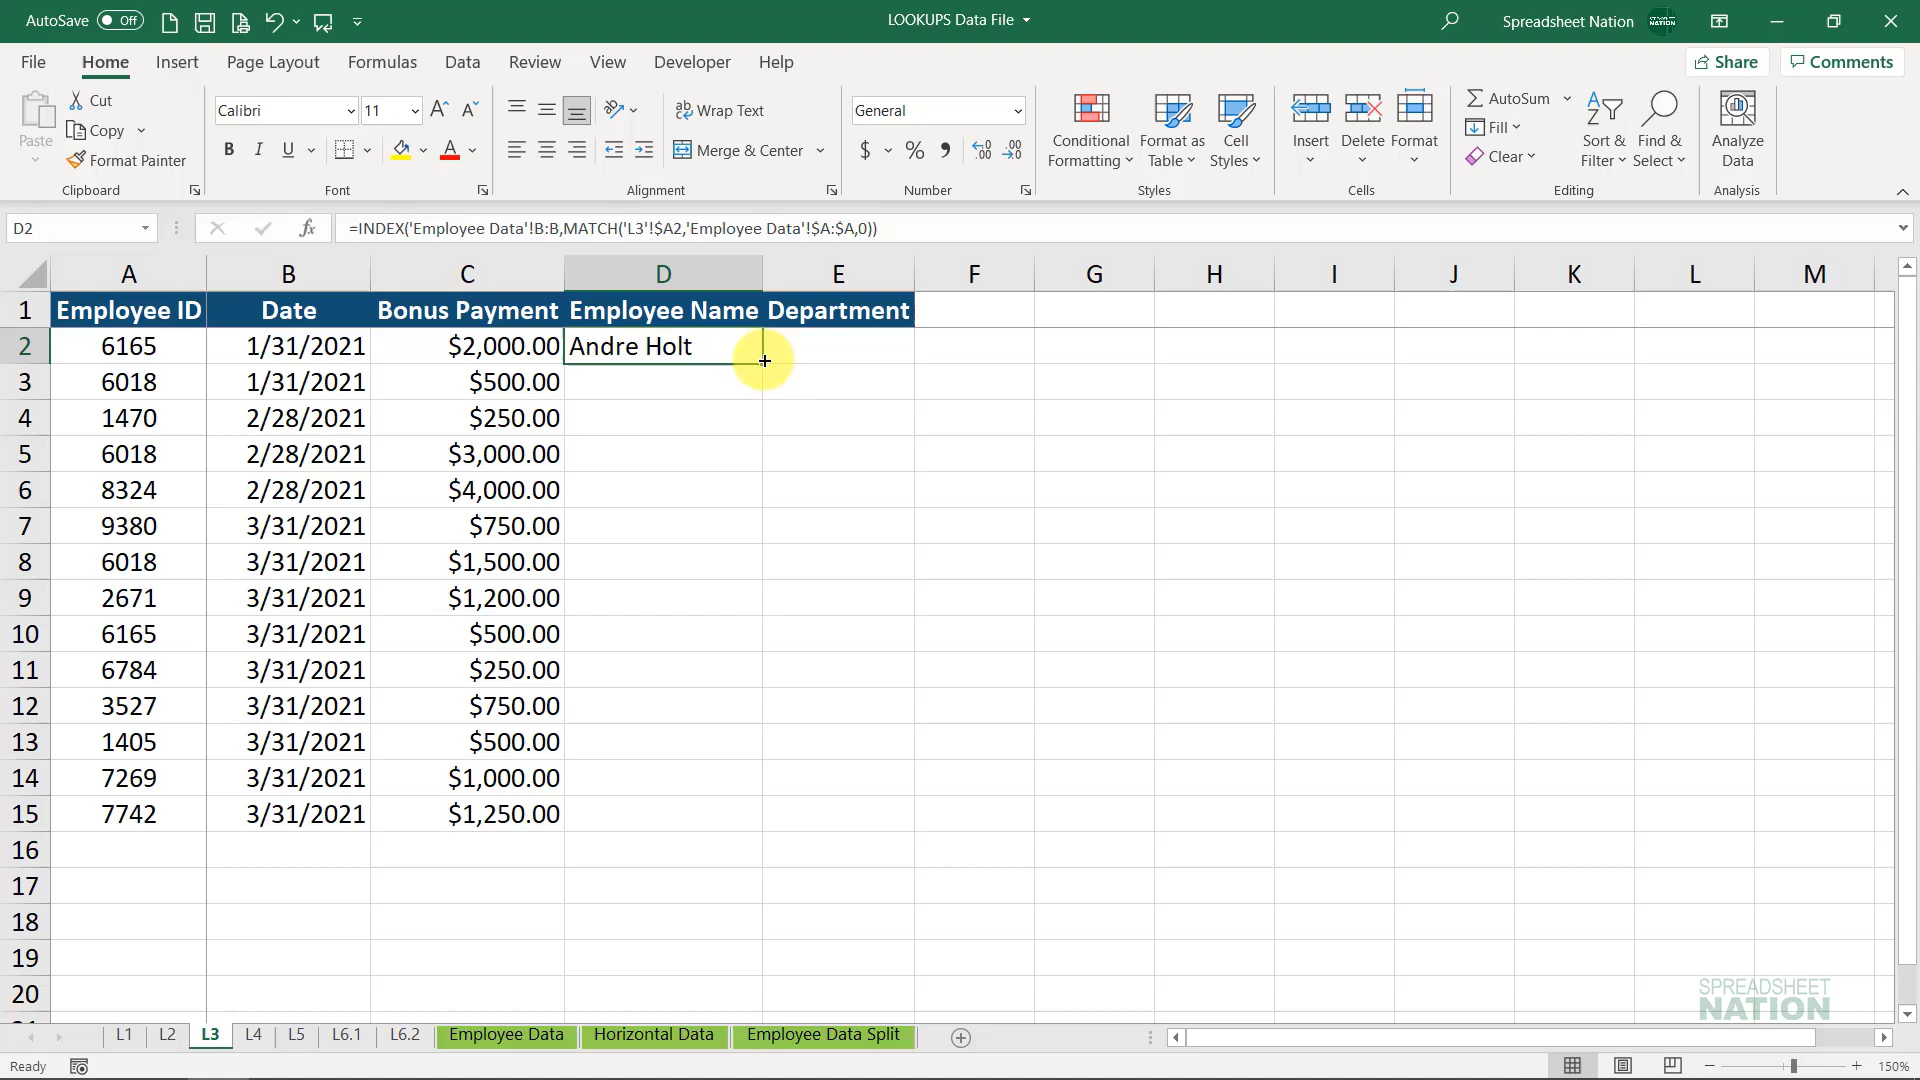 AutoSave Off LOOKUPS Data File Spreadsheet Nation
File Home Insert Page Layout Formulas Data Review View Developer Help Share Comments
Paste Cut Copy Format Painter Clipboard
Calibri 11 B I U A Font
ab Wrap Text Merge & Center Alignment
General $ % Number
Conditional Formatting Format as Table Cell Styles Styles
Insert Delete Format Cells
AutoSum Fill Clear Sort & Filter Find & Select Editing
Analyze Data Analysis
D2 fx =INDEX('Employee Data'!B:B,MATCH('L3'!$A2,'Employee Data'!$A:$A,0))
A B C D E F G H I J K L M
1 Employee ID Date Bonus Payment Employee Name Department
2 6165 1/31/2021 $2,000.00 Andre Holt
3 6018 1/31/2021 $500.00
4 1470 2/28/2021 $250.00
5 6018 2/28/2021 $3,000.00
6 8324 2/28/2021 $4,000.00
7 9380 3/31/2021 $750.00
8 6018 3/31/2021 $1,500.00
9 2671 3/31/2021 $1,200.00
10 6165 3/31/2021 $500.00
11 6784 3/31/2021 $250.00
12 3527 3/31/2021 $750.00
13 1405 3/31/2021 $500.00
14 7269 3/31/2021 $1,000.00
15 7742 3/31/2021 $1,250.00
16
17
18
19
20
SPREADSHEET
NATION
L1 L2 L3 L4 L5 L6.1 L6.2 Employee Data Horizontal Data Employee Data Split
Ready 150%